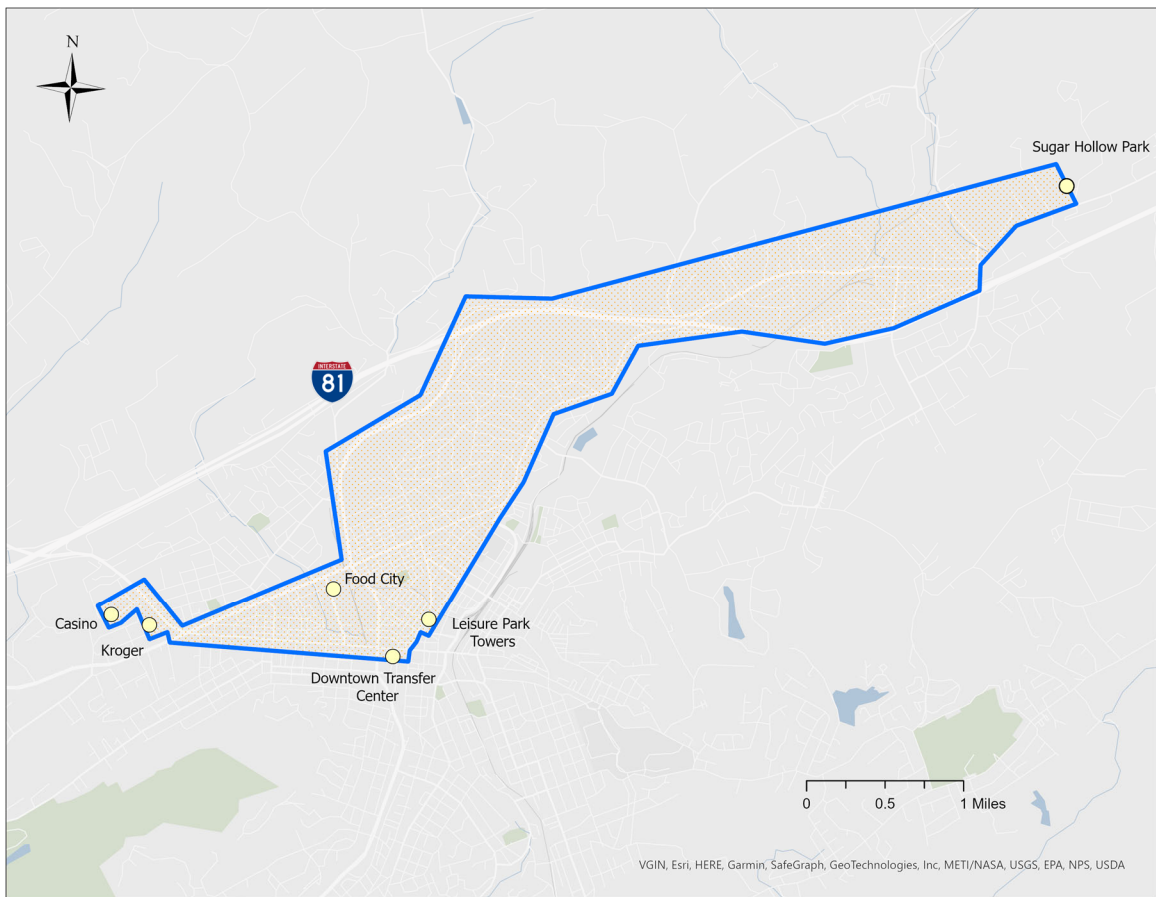 N
Sugar Hollow Park
INTERSTATE
81
Food City
Casino
Leisure Park
Towers
Kroger
Downtown Transfer
Center
0 0.5 1 Miles
VGIN, Esri, HERE, Garmin, SafeGraph, GeoTechnologies, Inc, METI/NASA, USGS, EPA, NPS, USDA